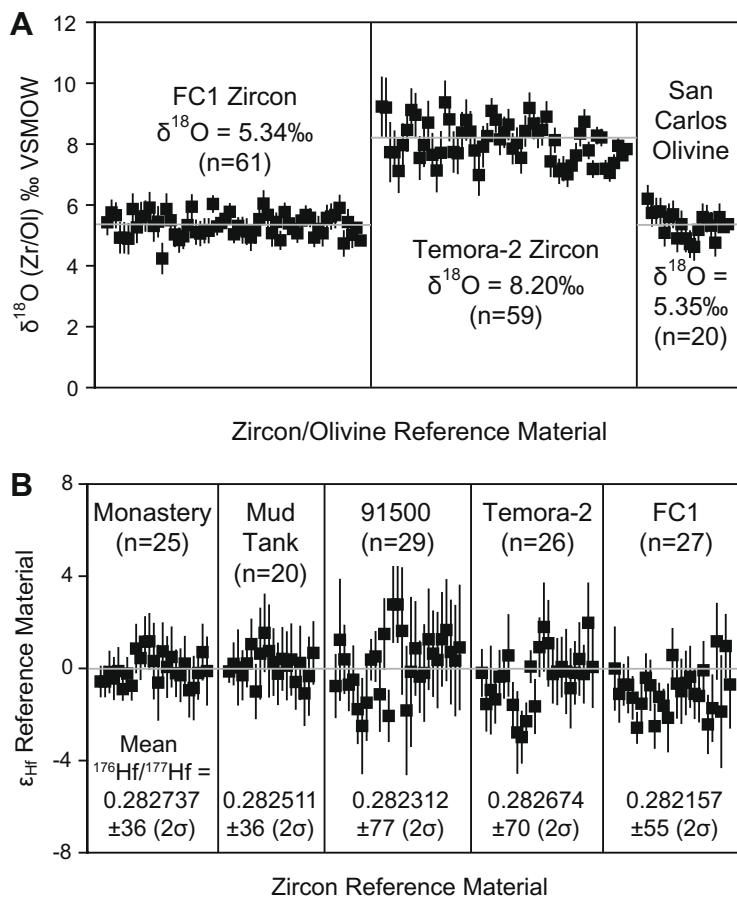 A
δ18O (Zr/Ol) ‰ VSMOW
12
10
8
6
4
2
0
FC1 Zircon
δ18O = 5.34‰
(n=61)
Temora-2 Zircon
δ18O = 8.20‰
(n=59)
San
Carlos
Olivine
δ18O =
5.35‰
(n=20)
Zircon/Olivine Reference Material
B
εHf Reference Material
8
4
0
-4
-8
Monastery
(n=25)
Mud
Tank
(n=20)
91500
(n=29)
Temora-2
(n=26)
FC1
(n=27)
Mean
176Hf/177Hf =
0.282737
±36 (2σ)
0.282511
±36 (2σ)
0.282312
±77 (2σ)
0.282674
±70 (2σ)
0.282157
±55 (2σ)
Zircon Reference Material